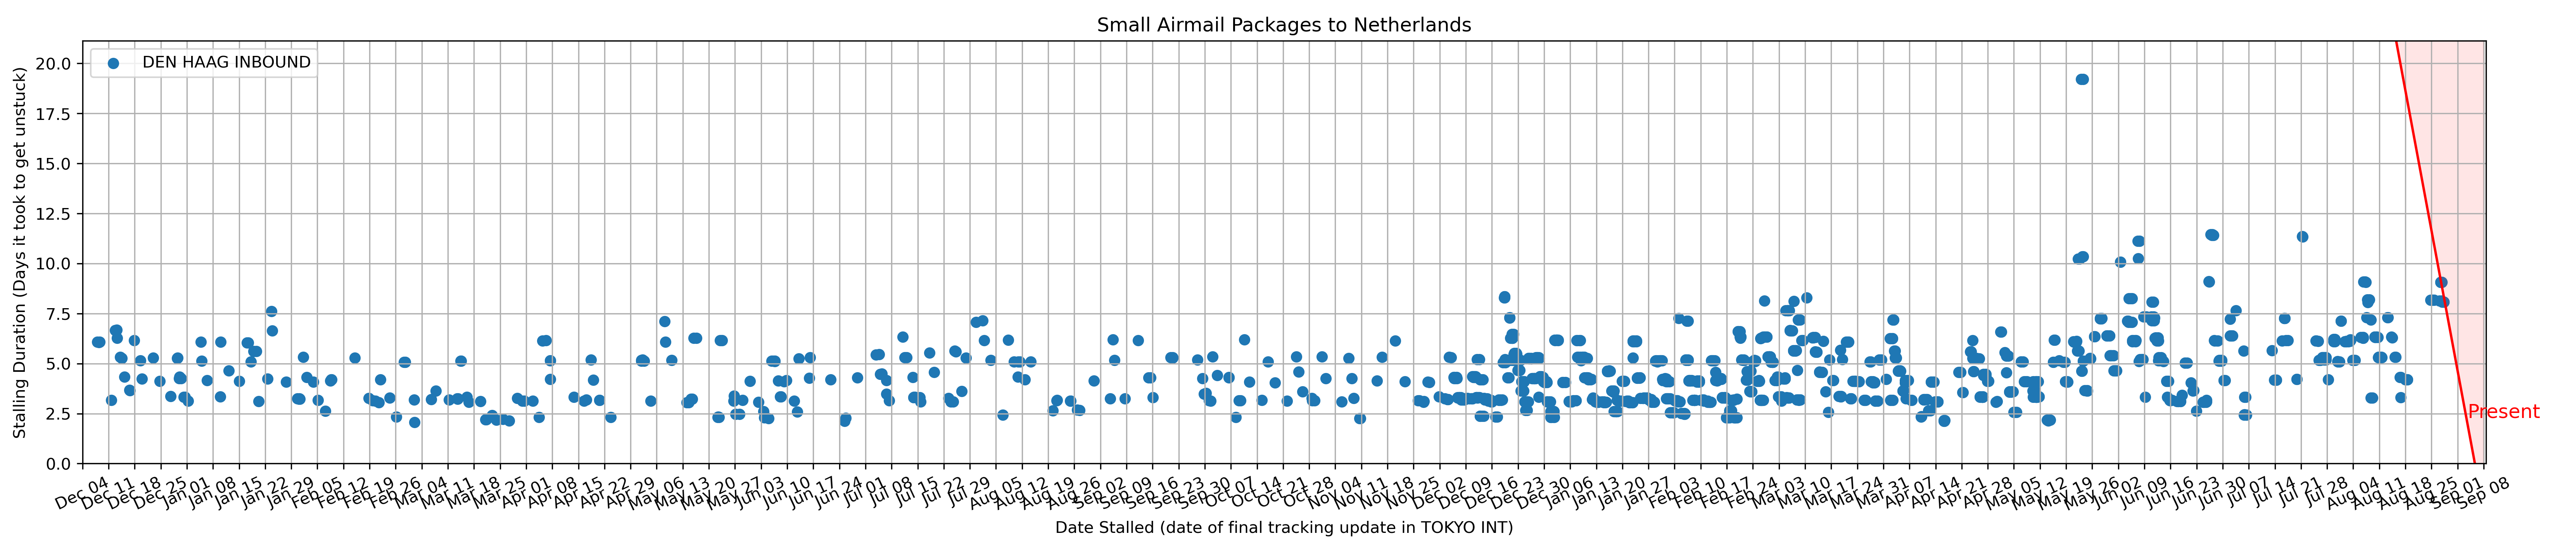 Small Airmail Packages to Netherlands
DEN HAAG INBOUND
Stalling Duration (Days it took to get unstuck)
20.0
17.5
15.0
12.5
10.0
7.5
5.0
2.5
0.0
Present
Dec 04
Dec 11
Dec 18
Dec 25
Jan 01
Jan 08
Jan 15
Jan 22
Jan 29
Feb 05
Feb 12
Feb 19
Feb 26
Mar 04
Mar 11
Mar 18
Mar 25
Apr 01
Apr 08
Apr 15
Apr 22
Apr 29
May 06
May 13
May 20
May 27
Jun 03
Jun 10
Jun 17
Jun 24
Jul 01
Jul 08
Jul 15
Jul 22
Jul 29
Aug 05
Aug 12
Aug 19
Aug 26
Sep 02
Sep 09
Sep 16
Sep 23
Sep 30
Oct 07
Oct 14
Oct 21
Oct 28
Nov 04
Nov 11
Nov 18
Nov 25
Dec 02
Dec 09
Dec 16
Dec 23
Dec 30
Jan 06
Jan 13
Jan 20
Jan 27
Feb 03
Feb 10
Feb 17
Feb 24
Mar 03
Mar 10
Mar 17
Mar 24
Mar 31
Apr 07
Apr 14
Apr 21
Apr 28
May 05
May 12
May 19
May 26
Jun 02
Jun 09
Jun 16
Jun 23
Jun 30
Jul 07
Jul 14
Jul 21
Jul 28
Aug 04
Aug 11
Aug 18
Aug 25
Sep 01
Sep 08
Date Stalled (date of final tracking update in TOKYO INT)